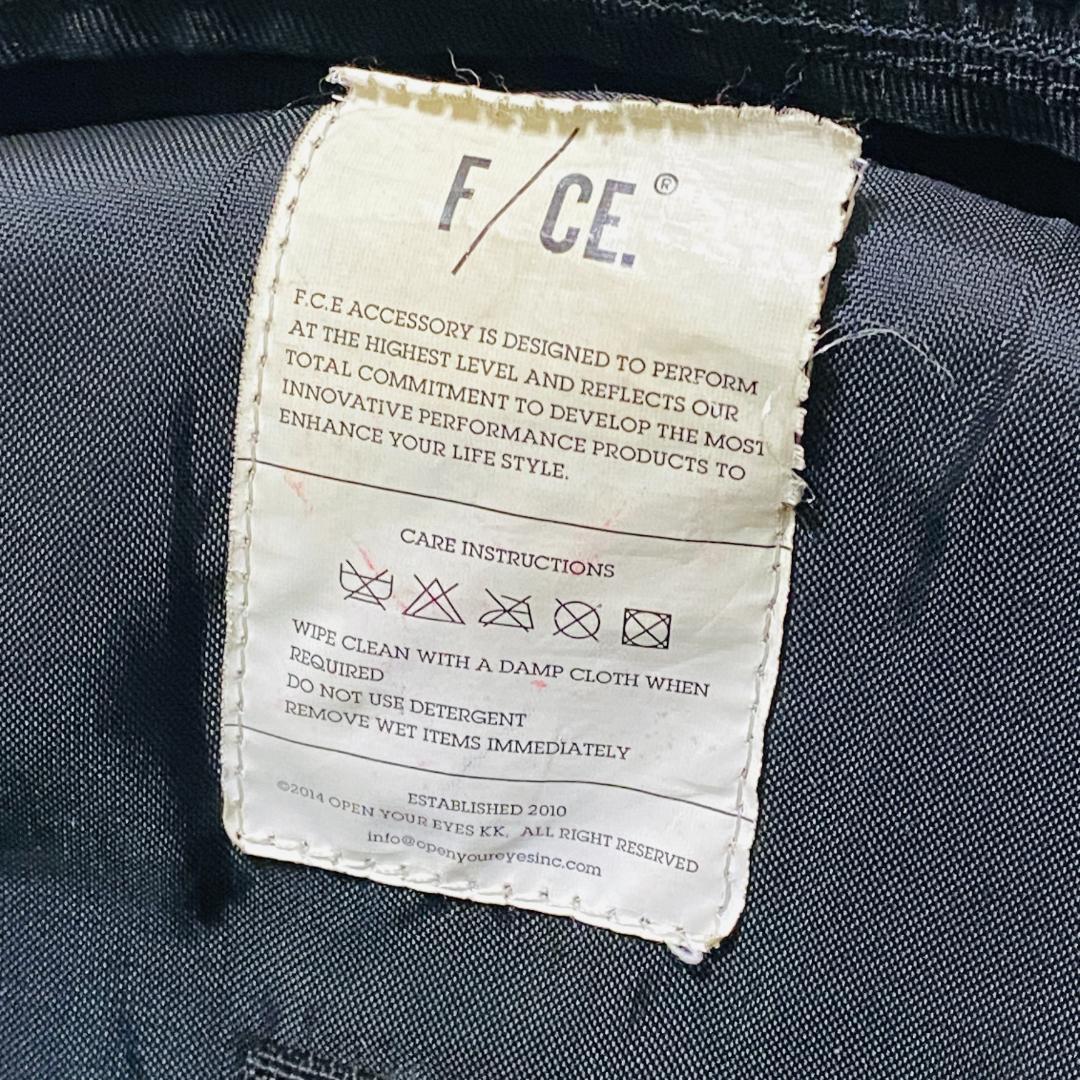 F/CE.®
F.C.E ACCESSORY IS DESIGNED TO PERFORM
AT THE HIGHEST LEVEL AND REFLECTS OUR
TOTAL COMMITMENT TO DEVELOP THE MOST
INNOVATIVE PERFORMANCE PRODUCTS TO
ENHANCE YOUR LIFE STYLE.
CARE INSTRUCTIONS
WIPE CLEAN WITH A DAMP CLOTH WHEN
REQUIRED
DO NOT USE DETERGENT
REMOVE WET ITEMS IMMEDIATELY
ESTABLISHED 2010
©2014 OPEN YOUR EYES KK, ALL RIGHT RESERVED
info@openyoureyesinc.com